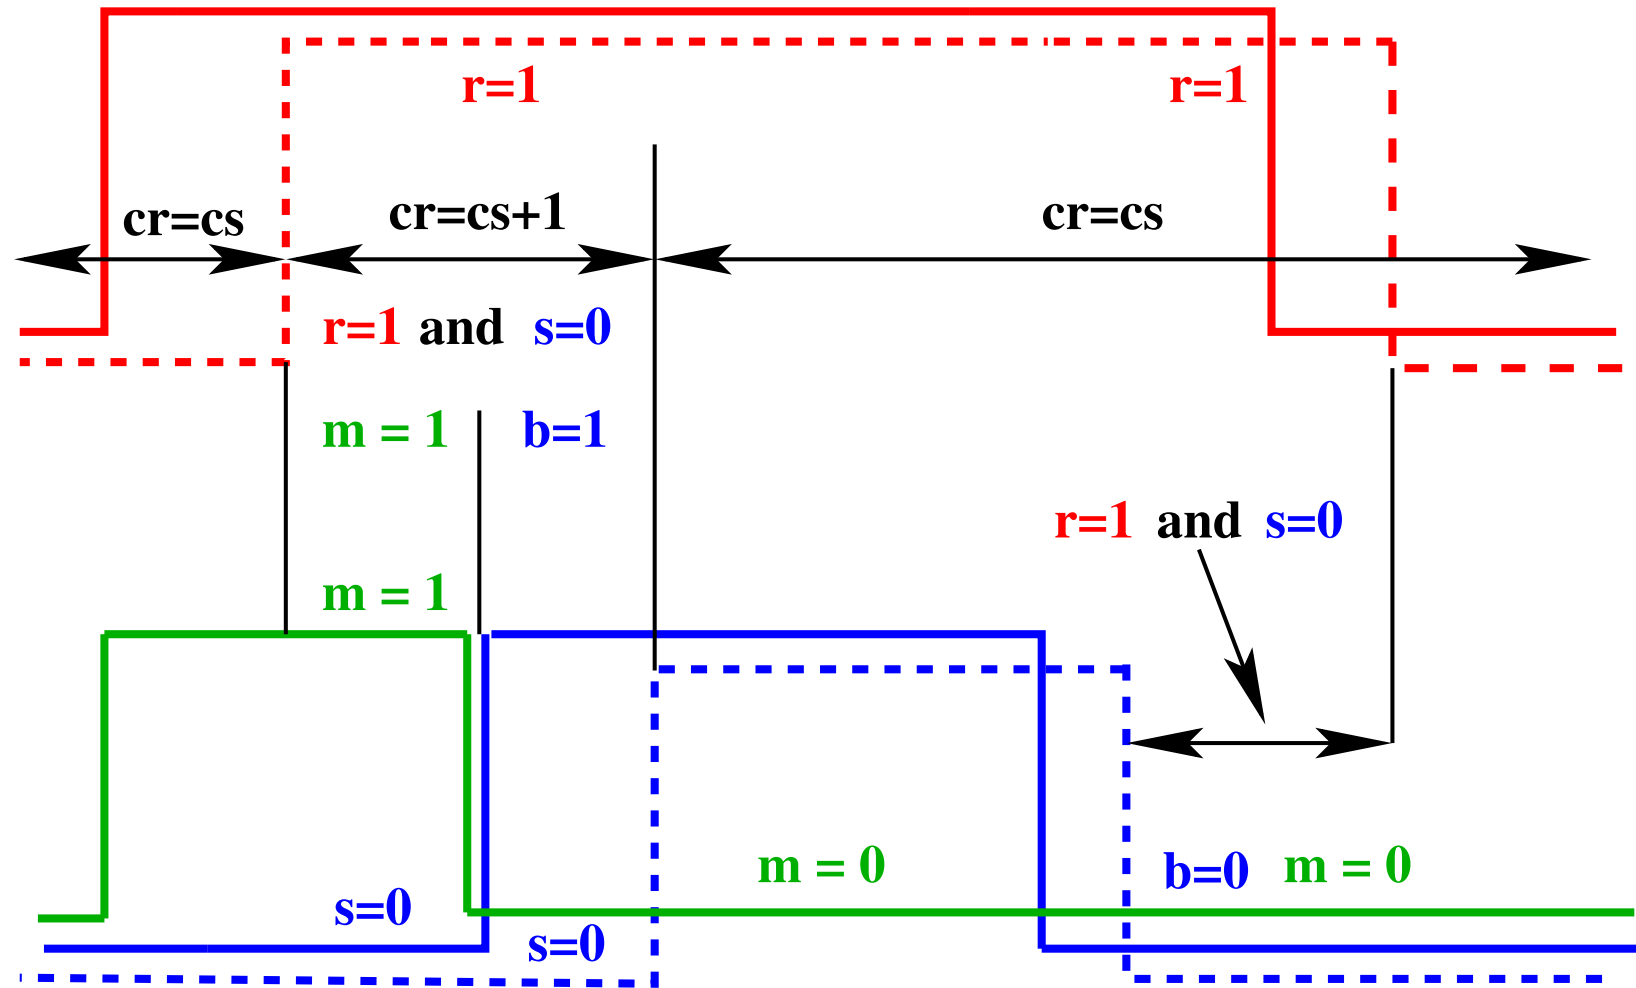 r=1 r=1
cr=cs cr=cs+1 cr=cs
r=1 and s=0
m = 1 b=1
r=1 and s=0
m = 1
m = 0 b=0 m = 0
s=0
s=0